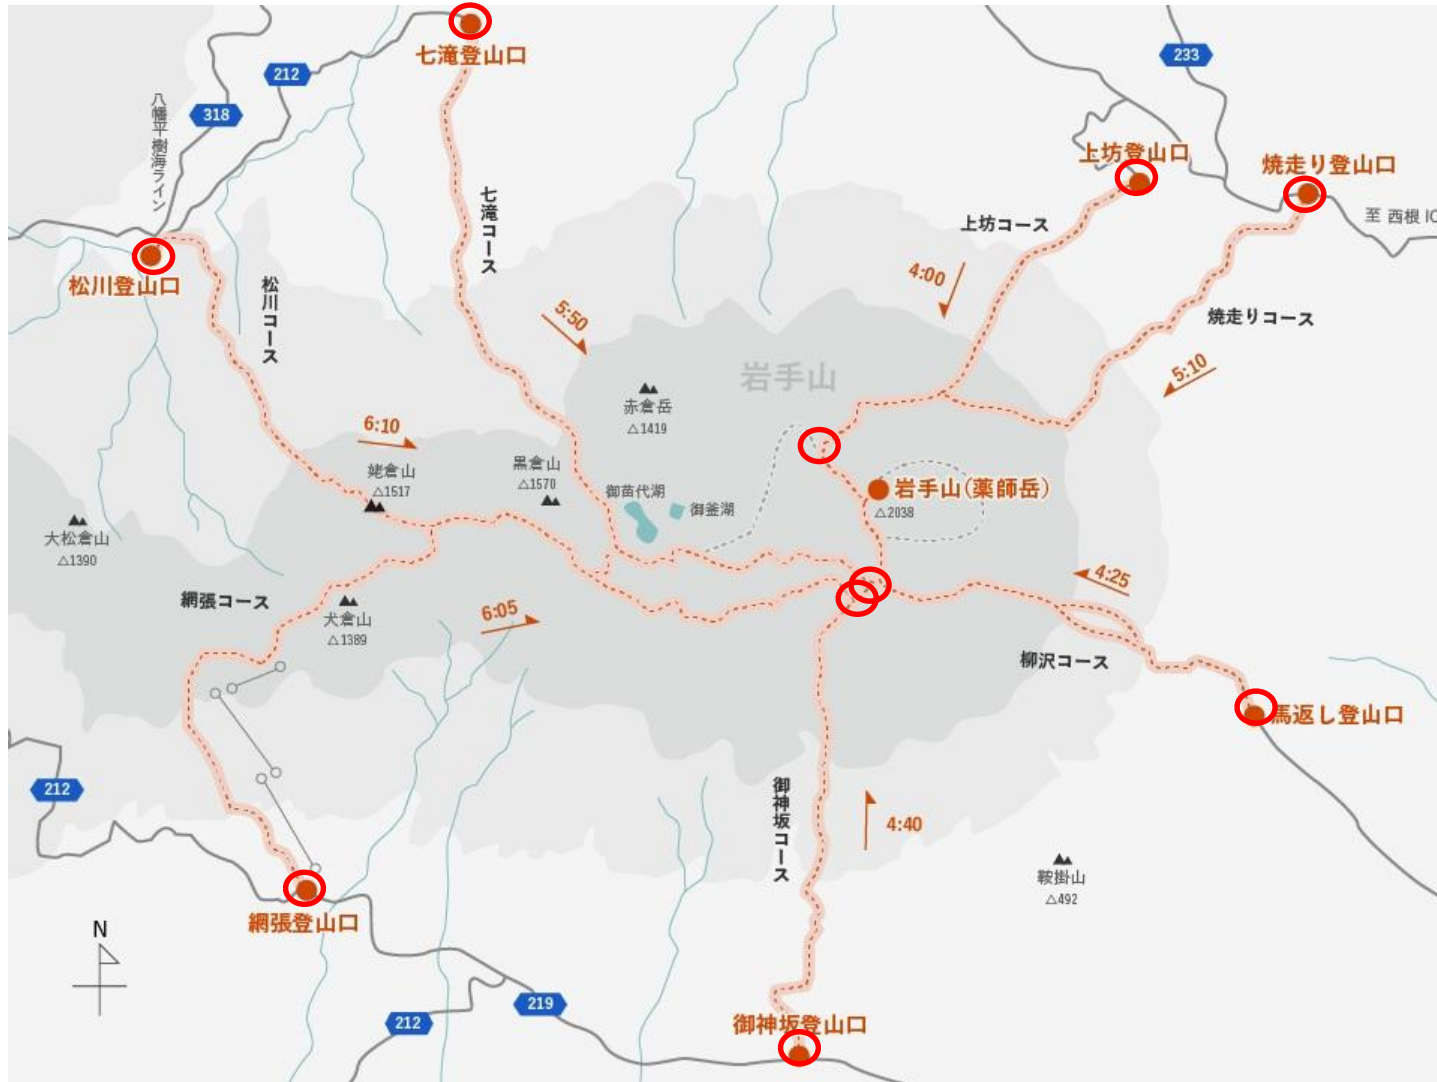 七滝登山口
212
233
318
八幡平樹海ライン
上坊登山口
焼走り登山口
至 西根 IC
七滝コース
上坊コース
4:00
松川登山口
松川コース
5:50
焼走りコース
5:10
岩手山
赤倉岳
△1419
6:10
姥倉山
△1517
黒倉山
△1570
御苗代湖
御釜湖
岩手山(薬師岳)
△2038
大松倉山
△1390
網張コース
犬倉山
△1389
6:05
4:25
柳沢コース
馬返し登山口
212
御神坂コース
4:40
鞍掛山
△492
網張登山口
N
219
212
御神坂登山口